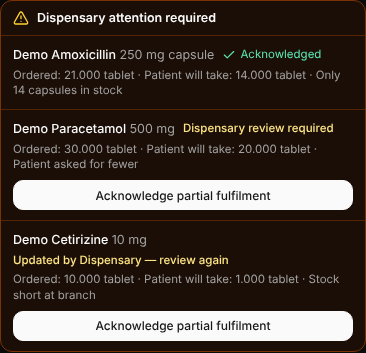 Dispensary attention required
Demo Amoxicillin 250 mg capsule Acknowledged
Ordered: 21.000 tablet · Patient will take: 14.000 tablet · Only
14 capsules in stock
Demo Paracetamol 500 mg Dispensary review required
Ordered: 30.000 tablet · Patient will take: 20.000 tablet ·
Patient asked for fewer
Acknowledge partial fulfilment
Demo Cetirizine 10 mg
Updated by Dispensary — review again
Ordered: 10.000 tablet · Patient will take: 1.000 tablet · Stock
short at branch
Acknowledge partial fulfilment